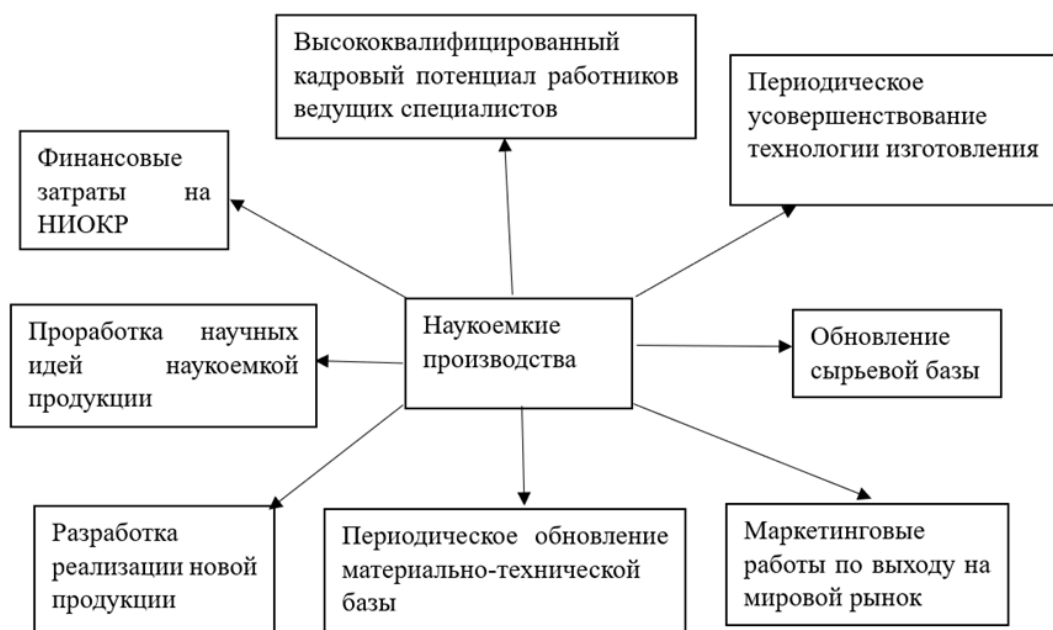 Высококвалифицированный
кадровый потенциал работников
ведущих специалистов
Периодическое
усовершенствование
технологии изготовления
Финансовые
затраты на
НИОКР
Наукоемкие
производства
Проработка научных
идей наукоемкой
продукции
Обновление
сырьевой базы
Разработка
реализации новой
продукции
Периодическое обновление
материально-технической
базы
Маркетинговые
работы по выходу на
мировой рынок